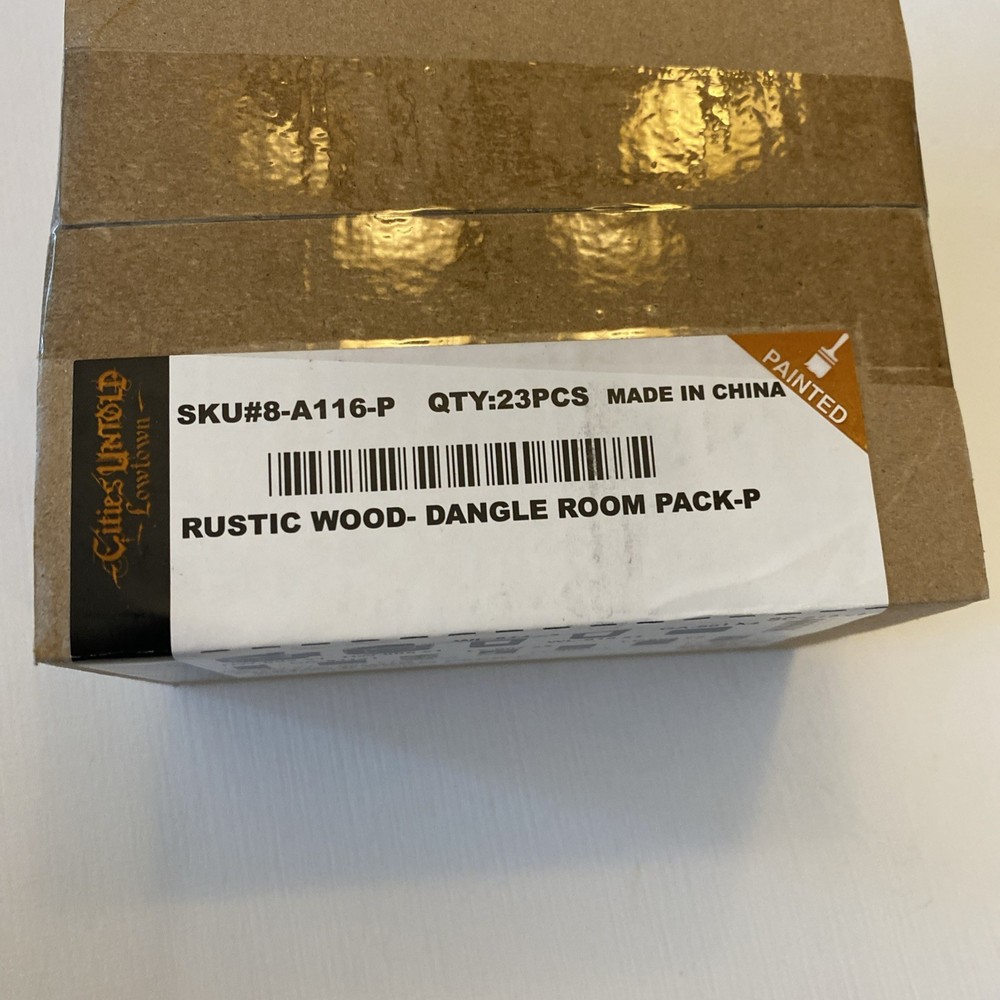 Cities Untold
Lowtown
SKU#8-A116-P QTY:23PCS MADE IN CHINA
PAINTED
RUSTIC WOOD- DANGLE ROOM PACK-P